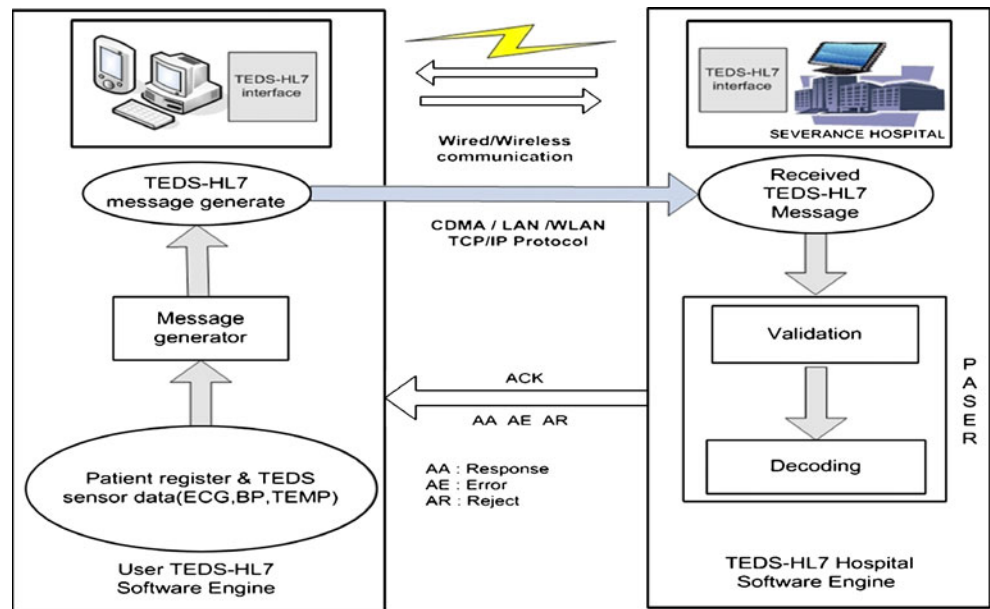 TEDS-HL7
interface
TEDS-HL7
message generate
Message
generator
Patient register & TEDS
sensor data(ECG,BP,TEMP)
User TEDS-HL7
Software Engine
Wired/Wireless
communication
CDMA / LAN /WLAN
TCP/IP Protocol
ACK
AA AE AR
AA : Response
AE : Error
AR : Reject
TEDS-HL7
interface
SEVERANCE HOSPITAL
Received
TEDS-HL7
Message
Validation
Decoding
PASER
TEDS-HL7 Hospital
Software Engine